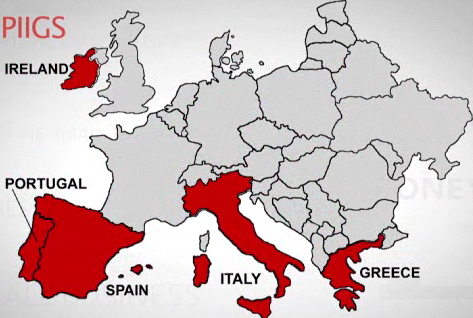 PIIGS
IRELAND
PORTUGAL
SPAIN
ITALY
GREECE